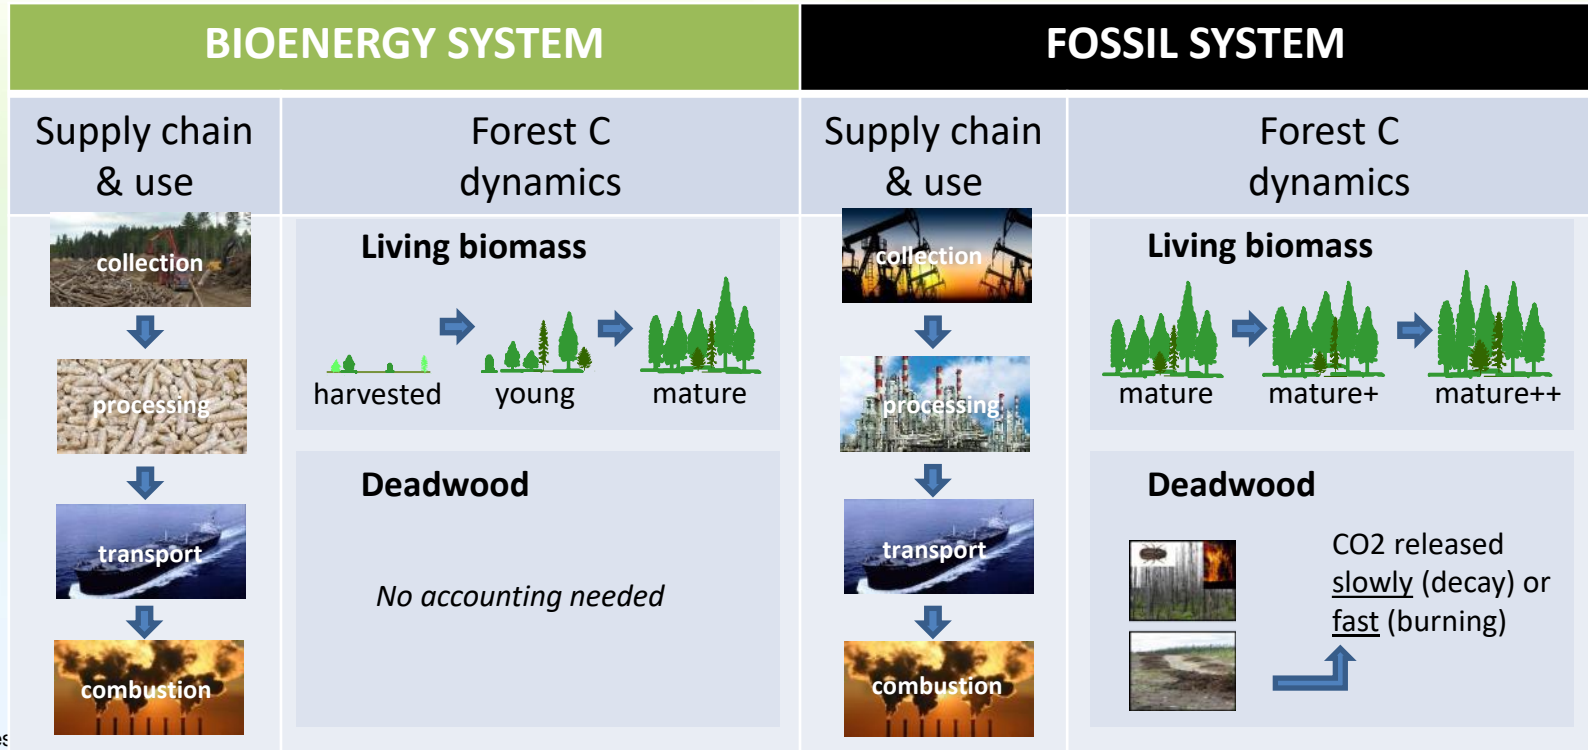 BIOENERGY SYSTEM
FOSSIL SYSTEM
Supply chain
& use
Forest C
dynamics
Supply chain
& use
Forest C
dynamics
collection
processing
transport
combustion
Living biomass
harvested
young
mature
Deadwood
No accounting needed
collection
processing
transport
combustion
Living biomass
mature
mature+
mature++
Deadwood
CO2 released
slowly (decay) or
fast (burning)